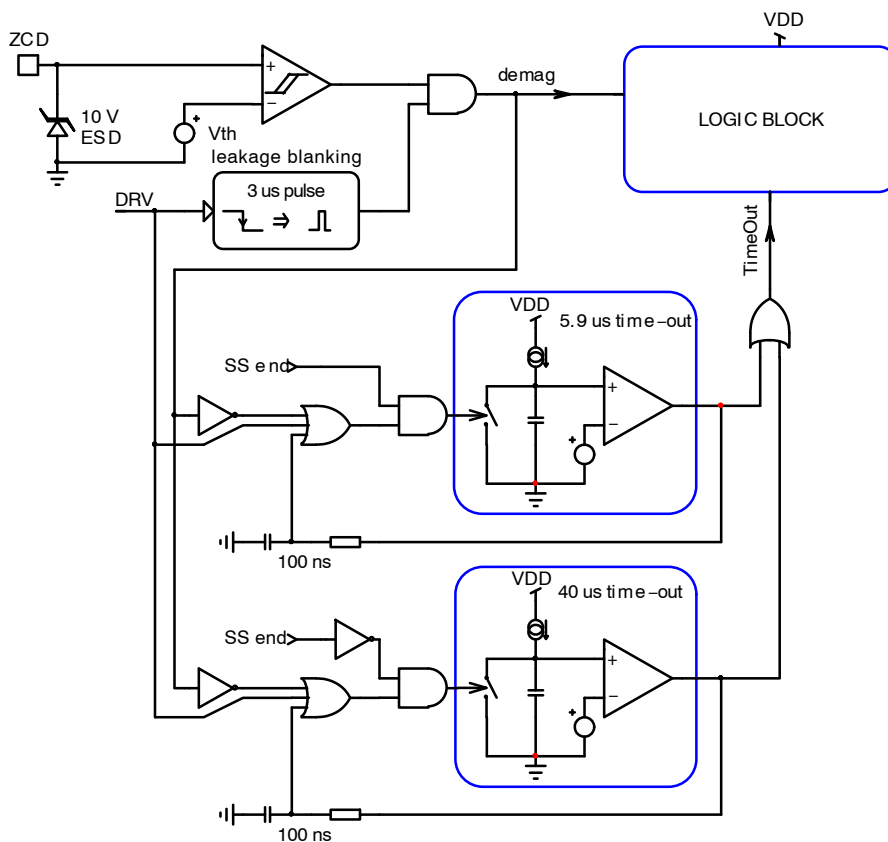 VDD
ZCD
+
−
demag
LOGIC BLOCK
10 V
ESD
+
Vth
leakage blanking
3 us pulse
⇒
DRV
TimeOut
VDD
5.9 us time−out
SS end
+
−
+
100 ns
VDD
40 us time−out
SS end
+
−
+
100 ns